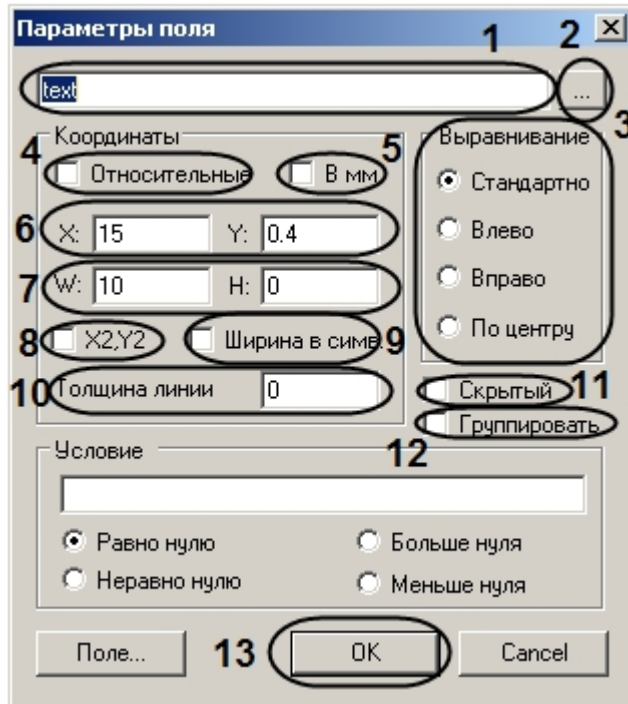 Параметры поля
1 2
text ...
3
Координаты Выравнивание
4 Относительные 5 В мм
Стандартно
6 X: 15 Y: 0.4
Влево
7 W: 10 H: 0
Вправо
8 X2,Y2 Ширина в симв. 9
По центру
10 Толщина линии 0
Скрытый 11
Группировать
12
Условие
Равно нулю Больше нуля
Неравно нулю Меньше нуля
Поле... 13 OK Cancel